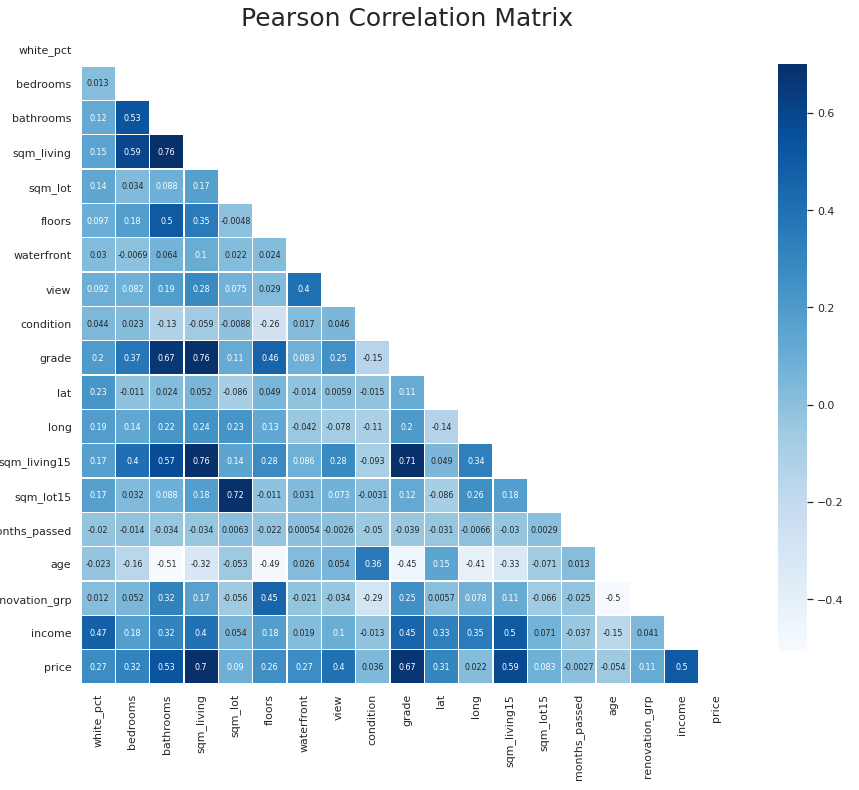 Pearson Correlation Matrix
white_pct
bedrooms 0.013
bathrooms 0.12 0.53
sqm_living 0.15 0.59 0.76
sqm_lot 0.14 0.034 0.088 0.17
floors 0.097 0.18 0.5 0.35 -0.0048
waterfront 0.03 -0.0069 0.064 0.1 0.022 0.024
view 0.092 0.082 0.19 0.28 0.075 0.029 0.4
condition 0.044 0.023 -0.13 -0.059 -0.0088 -0.26 0.017 0.046
grade 0.2 0.37 0.67 0.76 0.11 0.46 0.083 0.25 -0.15
lat 0.23 -0.011 0.024 0.052 -0.086 0.049 -0.014 0.0059 -0.015 0.11
long 0.19 0.14 0.22 0.24 0.23 0.13 -0.042 -0.078 -0.11 0.2 -0.14
sqm_living15 0.17 0.4 0.57 0.76 0.14 0.28 0.086 0.28 -0.093 0.71 0.049 0.34
sqm_lot15 0.17 0.032 0.088 0.18 0.72 -0.011 0.031 0.073 -0.0031 0.12 -0.086 0.26 0.18
onths_passed -0.02 -0.014 -0.034 -0.034 0.0063 -0.022 0.00054 -0.0026 -0.05 -0.039 -0.031 -0.0066 -0.03 0.0029
age -0.023 -0.16 -0.51 -0.32 -0.053 -0.49 0.026 0.054 0.36 -0.45 0.15 -0.41 -0.33 -0.071 0.013
novation_grp 0.012 0.052 0.32 0.17 -0.056 0.45 -0.021 -0.034 -0.29 0.25 0.0057 0.078 0.11 -0.066 -0.025 -0.5
income 0.47 0.18 0.32 0.4 0.054 0.18 0.019 0.1 -0.013 0.45 0.33 0.35 0.5 0.071 -0.037 -0.15 0.041
price 0.27 0.32 0.53 0.7 0.09 0.26 0.27 0.4 0.036 0.67 0.31 0.022 0.59 0.083 -0.0027 -0.054 0.11 0.5
white_pct bedrooms bathrooms sqm_living sqm_lot floors waterfront view condition grade lat long sqm_living15 sqm_lot15 months_passed age renovation_grp income price
0.6
0.4
0.2
0.0
−0.2
−0.4